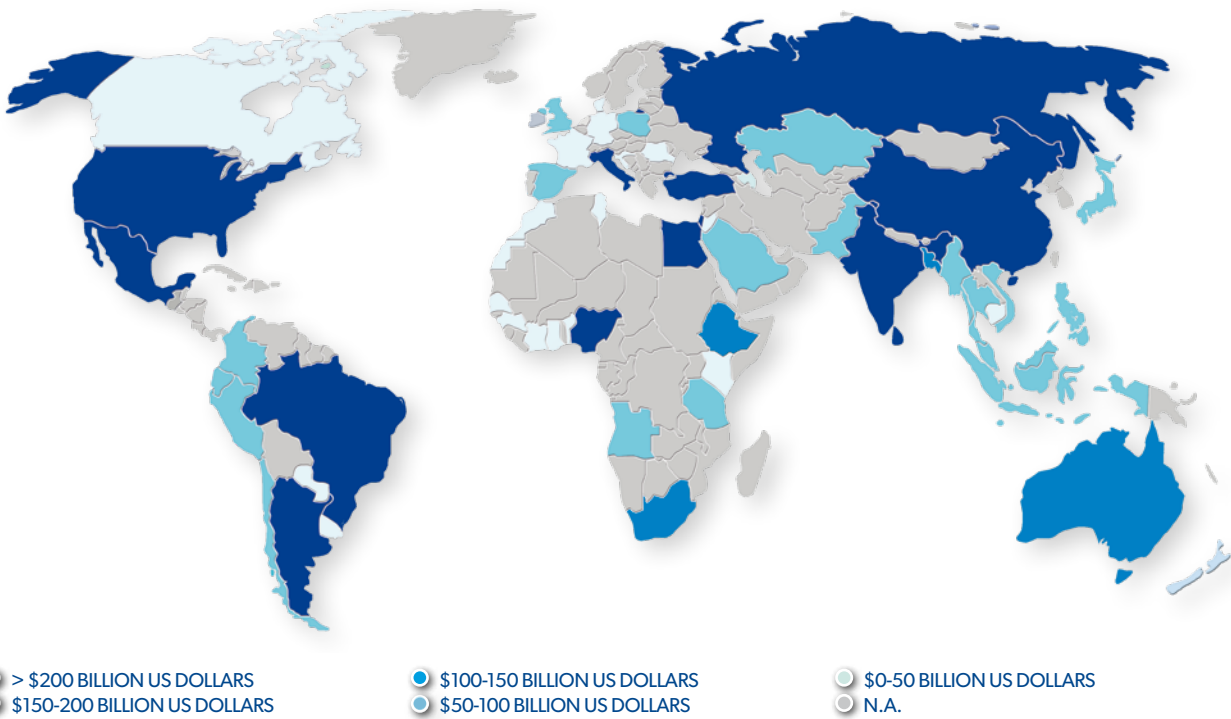 > $200 BILLION US DOLLARS
$150-200 BILLION US DOLLARS
$100-150 BILLION US DOLLARS
$50-100 BILLION US DOLLARS
$0-50 BILLION US DOLLARS
N.A.